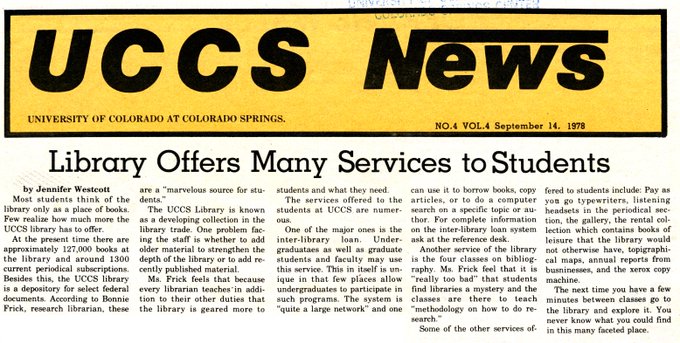 UCCS News
UNIVERSITY OF COLORADO AT COLORADO SPRINGS.
NO.4 VOL.4 September 14, 1978
Library Offers Many Services to Students
by Jennifer Westcott
Most students think of the
library only as a place of books.
Few realize how much more the
UCCS library has to offer.
At the present time there are
approximately 127,000 books at
the library and around 1300
current periodical subscriptions.
Besides this, the UCCS library
is a depository for select federal
documents. According to Bonnie
Frick, research librarian, these
are a "marvelous source for stu-
dents."
The UCCS Library is known
as a developing collection in the
library trade. One problem fac-
ing the staff is whether to add
older material to strengthen the
depth of the library or to add re-
cently published material.
Ms. Frick feels that because
every librarian teaches in addi-
tion to their other duties that
the library is geared more to
students and what they need.
The services offered to the
students at UCCS are numer-
ous.
One of the major ones is the
inter-library loan. Under-
graduataes as well as graduate
students and faculty may use
this service. This in itself is un-
ique in that few places allow
undergraduates to participate in
such programs. The system is
"quite a large network" and one
can use it to borrow books, copy
articles, or to do a computer
search on a specific topic or au-
thor. For complete information
on the inter-library loan system
ask at the reference desk.
Another service of the library
is the four classes on bibliog-
raphy. Ms. Frick feel that it is
"really too bad" that students
find libraries a mystery and the
classes are there to teach
"methodology on how to do re-
search."
Some of the other services of-
fered to students include: Pay as
you go typewriters, listening
headsets in the periodical sec-
tion, the gallery, the rental col-
lection which contains books of
leisure that the library would
not otherwise have, topigraphi-
cal maps, annual reports from
busninesses, and the xerox copy
machine.
The next time you have a few
minutes between classes go to
the library and explore it. You
never know what you could find
in this many faceted place.